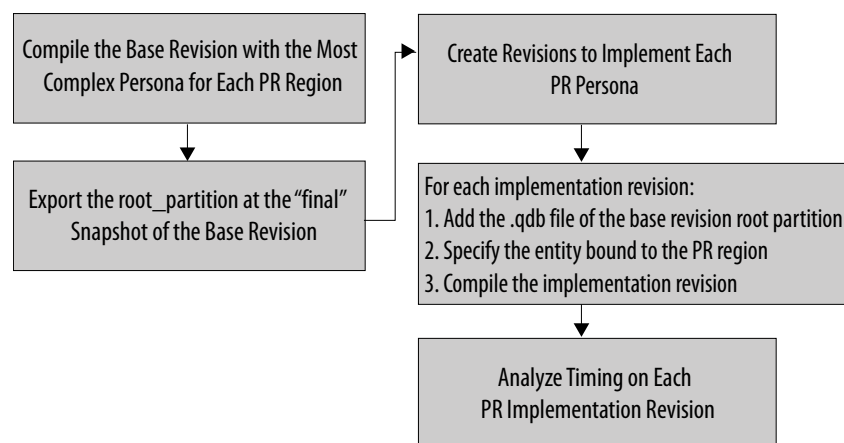 Compile the Base Revision with the Most
Complex Persona for Each PR Region
Export the root_partition at the “final”
Snapshot of the Base Revision
Create Revisions to Implement Each
PR Persona
For each implementation revision:
1. Add the .qdb file of the base revision root partition
2. Specify the entity bound to the PR region
3. Compile the implementation revision
Analyze Timing on Each
PR Implementation Revision